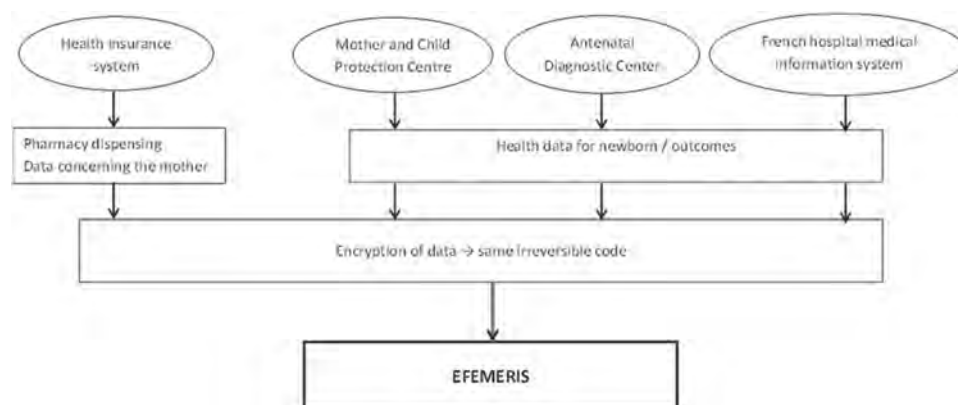 Health insurance
system
Mother and Child
Protection Centre
Antenatal
Diagnostic Center
French hospital medical
information system
Pharmacy dispensing
Data concerning the mother
Health data for newborn / outcomes
Encryption of data → same irreversible code
EFEMERIS